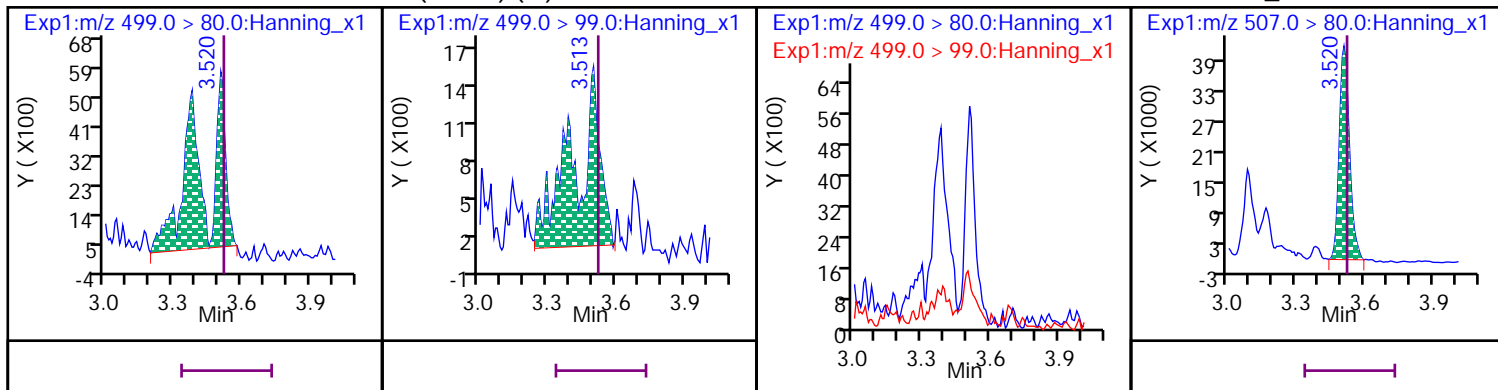 Exp1:m/z 499.0 > 80.0:Hanning_x1
3.520
Y ( X100)
68
59
50
41
32
23
14
5
-4
3.0 3.3 3.6 3.9
Min
Exp1:m/z 499.0 > 99.0:Hanning_x1
3.513
Y ( X100)
17
14
11
8
5
2
-1
3.0 3.3 3.6 3.9
Min
Exp1:m/z 499.0 > 80.0:Hanning_x1
Exp1:m/z 499.0 > 99.0:Hanning_x1
Y ( X100)
64
56
48
40
32
24
16
8
0
3.0 3.3 3.6 3.9
Min
Exp1:m/z 507.0 > 80.0:Hanning_x1
3.520
Y ( X1000)
39
33
27
21
15
9
3
-3
3.0 3.3 3.6 3.9
Min